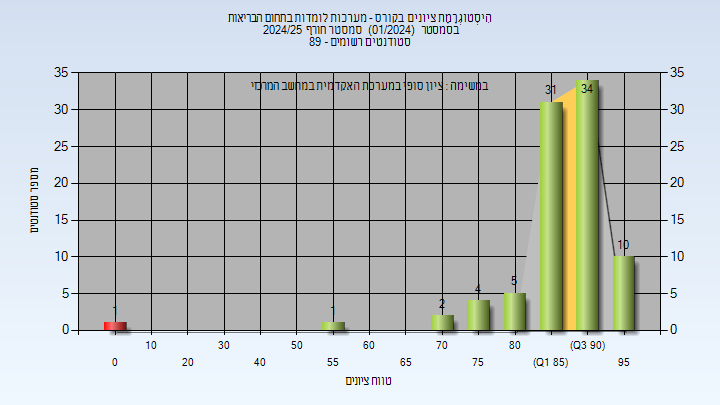 היסטוגרמת ציונים בקורס - מערכות לומדות בתחום הבריאות
בסמסטר (01/2024) סמסטר חורף 2024/25
סטודנטים רשומים - 89
במשימה : ציון סופי במערכת האקדמית במחשב המרכזי
35 35
30 30
25 25
20 20
15 15
10 10
5 5
0 0
מספר סטודנטים
1 1 2 4 5 31 34 10
10 30 50 60 70 80 (Q3 90)
0 20 40 55 65 75 (Q1 85) 95
טווח ציונים